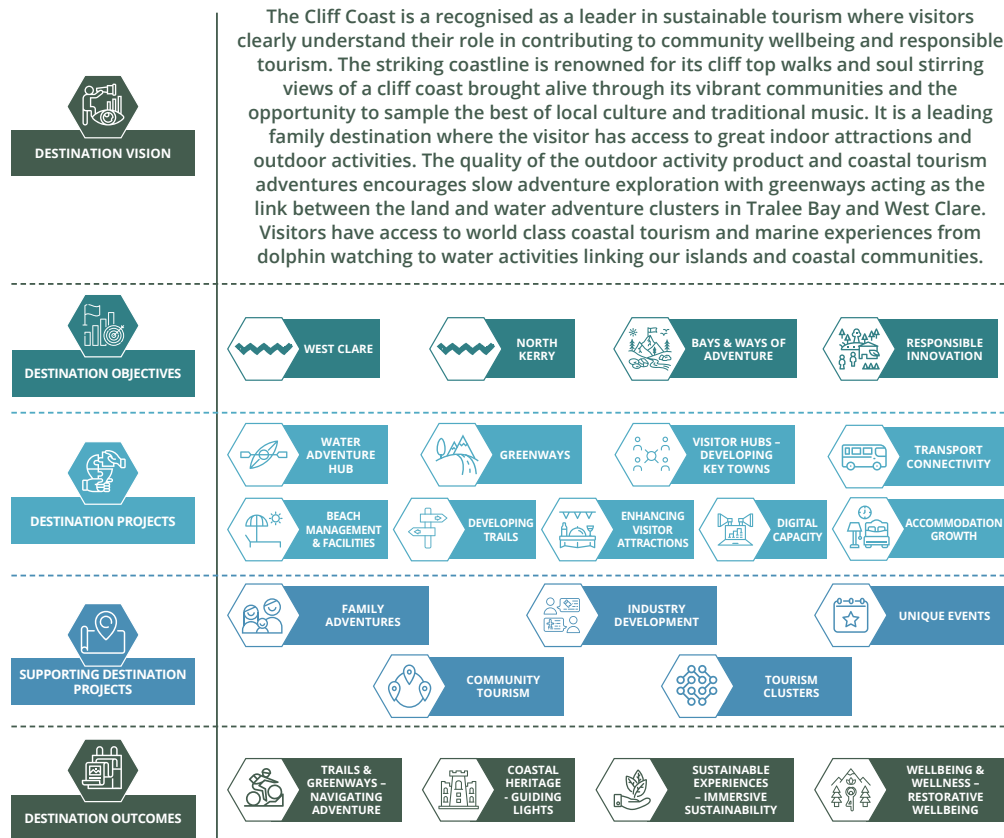 The Cliff Coast is a recognised as a leader in sustainable tourism where visitors
clearly understand their role in contributing to community wellbeing and responsible
tourism. The striking coastline is renowned for its cliff top walks and soul stirring
views of a cliff coast brought alive through its vibrant communities and the
opportunity to sample the best of local culture and traditional music. It is a leading
family destination where the visitor has access to great indoor attractions and
outdoor activities. The quality of the outdoor activity product and coastal tourism
adventures encourages slow adventure exploration with greenways acting as the
link between the land and water adventure clusters in Tralee Bay and West Clare.
Visitors have access to world class coastal tourism and marine experiences from
dolphin watching to water activities linking our islands and coastal communities.
DESTINATION VISION
DESTINATION OBJECTIVES
WEST CLARE
NORTH
KERRY
BAYS & WAYS OF
ADVENTURE
RESPONSIBLE
INNOVATION
DESTINATION PROJECTS
WATER
ADVENTURE
HUB
GREENWAYS
VISITOR HUBS –
DEVELOPING
KEY TOWNS
TRANSPORT
CONNECTIVITY
BEACH
MANAGEMENT
& FACILITIES
DEVELOPING
TRAILS
ENHANCING
VISITOR
ATTRACTIONS
DIGITAL
CAPACITY
ACCOMMODATION
GROWTH
SUPPORTING DESTINATION
PROJECTS
FAMILY
ADVENTURES
INDUSTRY
DEVELOPMENT
UNIQUE EVENTS
COMMUNITY
TOURISM
TOURISM
CLUSTERS
DESTINATION OUTCOMES
TRAILS &
GREENWAYS –
NAVIGATING
ADVENTURE
COASTAL
HERITAGE
- GUIDING
LIGHTS
SUSTAINABLE
EXPERIENCES
– IMMERSIVE
SUSTAINABILITY
WELLBEING &
WELLNESS –
RESTORATIVE
WELLBEING